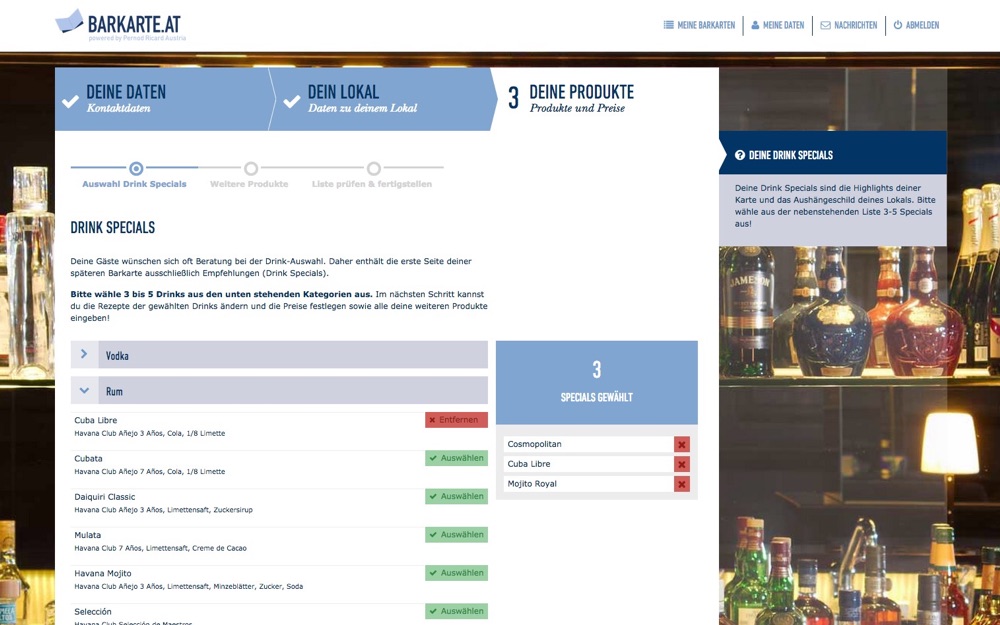 BARKARTE.AT
powered by Pernod Ricard Austria
MEINE BARKARTEN
MEINE DATEN
NACHRICHTEN
ABMELDEN
DEINE DATEN
Kontaktdaten
DEIN LOKAL
Daten zu deinem Lokal
3
DEINE PRODUKTE
Produkte und Preise
Auswahl Drink Specials
Weitere Produkte
Liste prüfen & fertigstellen
DEINE DRINK SPECIALS
Deine Drink Specials sind die Highlights deiner
Karte und das Aushängeschild deines Lokals. Bitte
wähle aus der nebenstehenden Liste 3-5 Specials
aus!
DRINK SPECIALS
Deine Gäste wünschen sich oft Beratung bei der Drink-Auswahl. Daher enthält die erste Seite deiner
späteren Barkarte ausschließlich Empfehlungen (Drink Specials).
Bitte wähle 3 bis 5 Drinks aus den unten stehenden Kategorien aus. Im nächsten Schritt kannst
du die Rezepte der gewählten Drinks ändern und die Preise festlegen sowie alle deine weiteren Produkte
eingeben!
Vodka
Rum
Cuba Libre
Havana Club Añejo 3 Años, Cola, 1/8 Limette
Entfernen
Cubata
Havana Club Añejo 7 Años, Cola, 1/8 Limette
Auswählen
Daiquiri Classic
Havana Club Añejo 3 Años, Limettensaft, Zuckersirup
Auswählen
Mulata
Havana Club 7 Años, Limettensaft, Creme de Cacao
Auswählen
Havana Mojito
Havana Club Añejo 3 Años, Limettensaft, Minzeblätter, Zucker, Soda
Auswählen
Selección
Havana Club Selección de Maestros
Auswählen
3
SPECIALS GEWÄHLT
Cosmopolitan
Cuba Libre
Mojito Royal
JAMESON